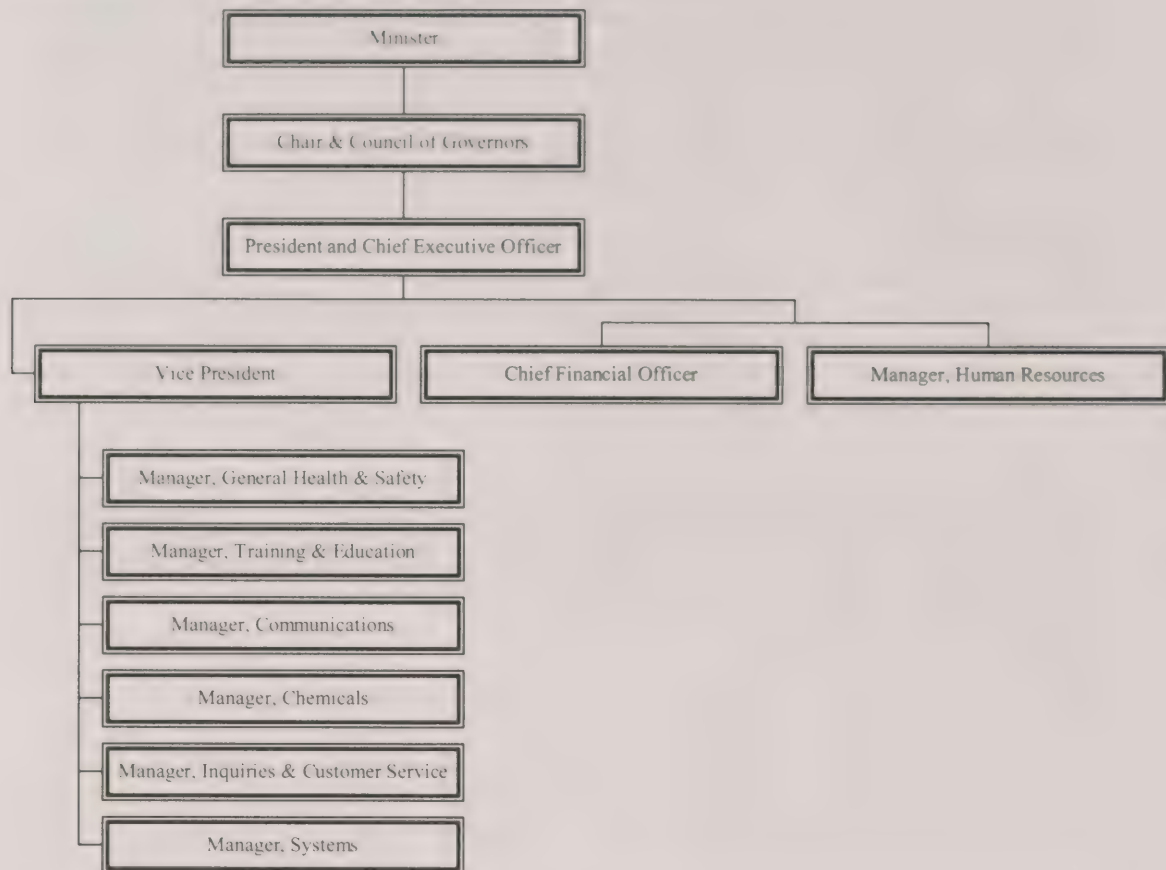 Minister
Chair & Council of Governors
President and Chief Executive Officer
Vice President
Chief Financial Officer
Manager, Human Resources
Manager, General Health & Safety
Manager, Training & Education
Manager, Communications
Manager, Chemicals
Manager, Inquiries & Customer Service
Manager, Systems